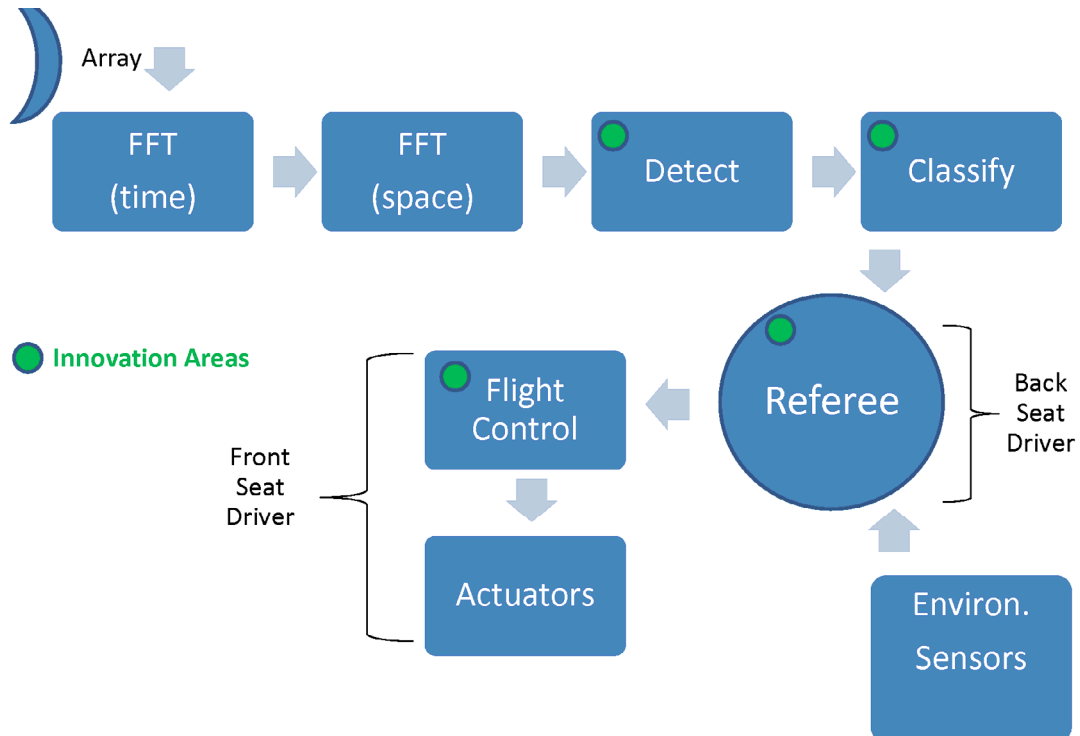 Array
FFT
(time)
FFT
(space)
Detect
Classify
Innovation Areas
Flight
Control
Referee
Back
Seat
Driver
Front
Seat
Driver
Actuators
Environ.
Sensors